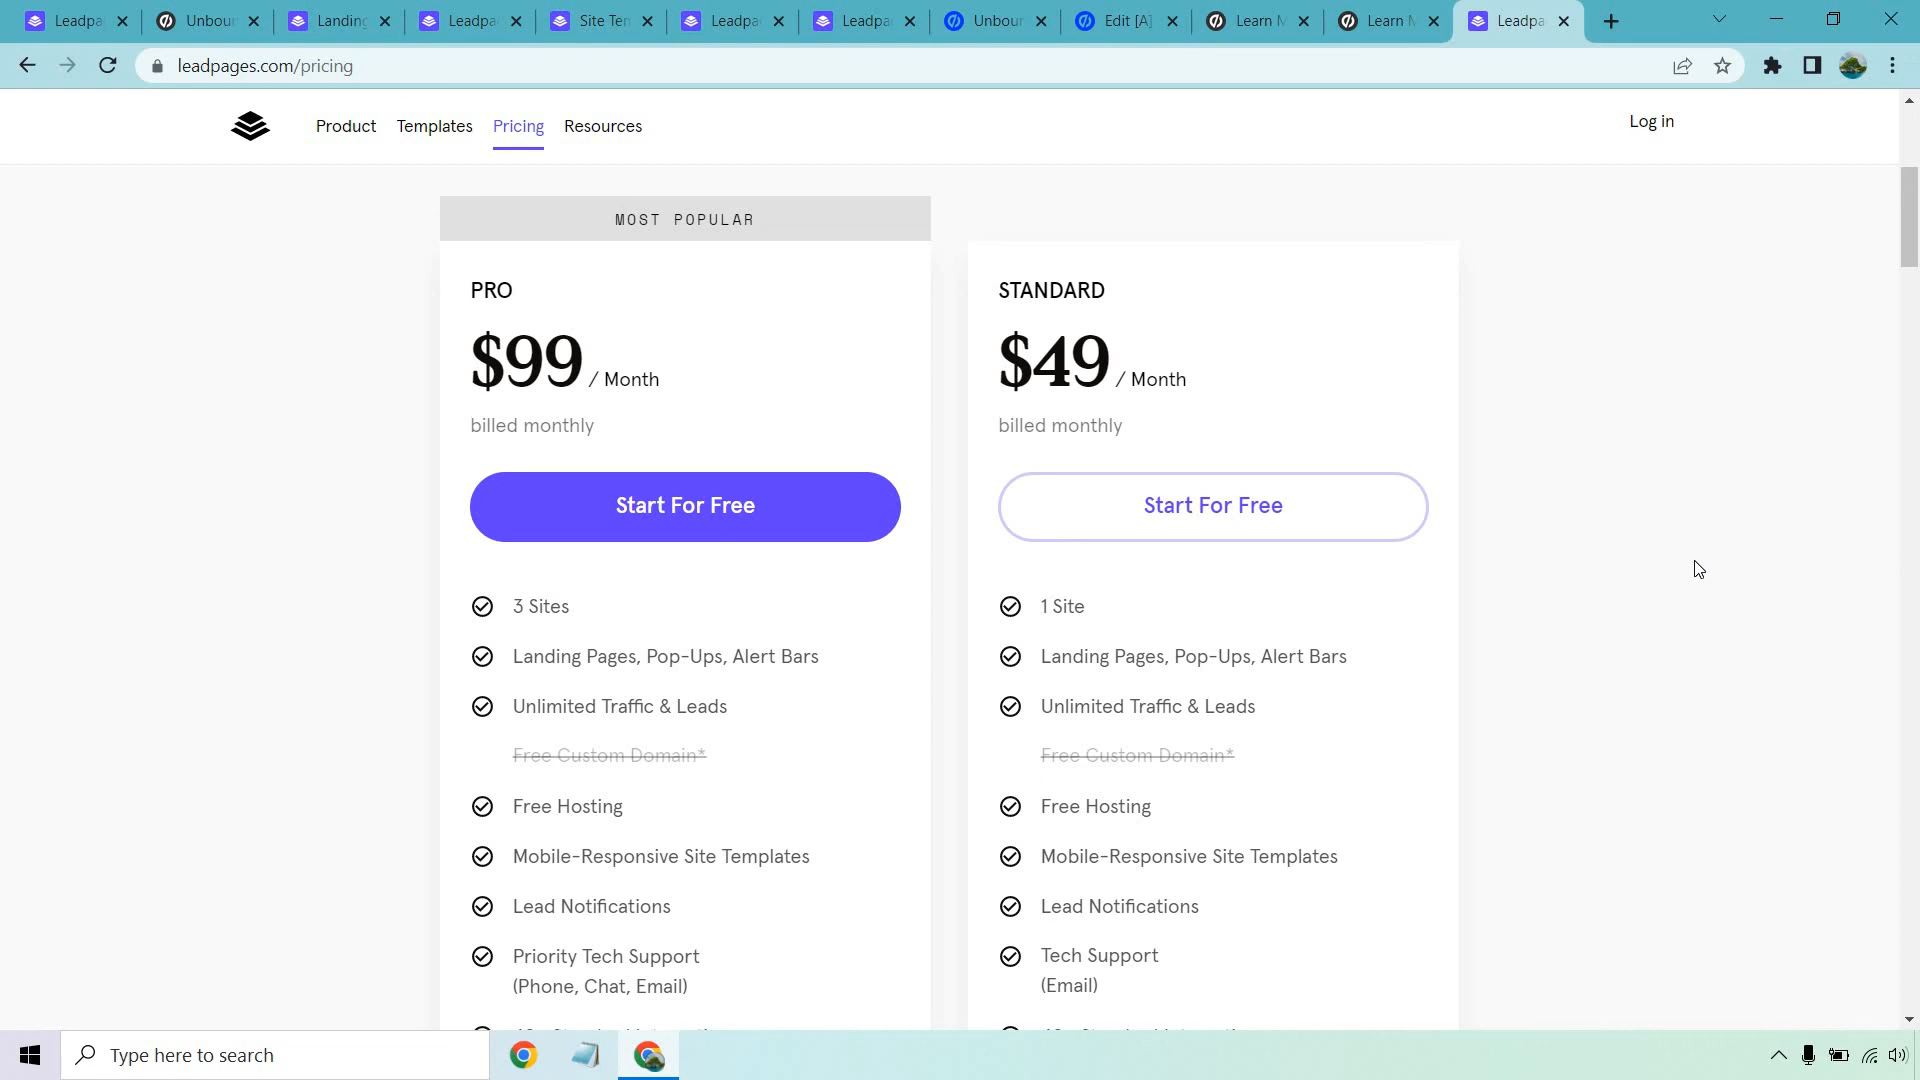 Leadpa
Unbou
Landing
Leadpa
Site Tem
Leadpa
Leadpa
Unbour
Edit [A]
Learn M
Learn M
Leadpa
leadpages.com/pricing
Product
Templates
Pricing
Resources
Log in
MOST POPULAR
PRO
$99 / Month
billed monthly
Start For Free
3 Sites
Landing Pages, Pop-Ups, Alert Bars
Unlimited Traffic & Leads
Free Custom Domain*
Free Hosting
Mobile-Responsive Site Templates
Lead Notifications
Priority Tech Support
(Phone, Chat, Email)
STANDARD
$49 / Month
billed monthly
Start For Free
1 Site
Landing Pages, Pop-Ups, Alert Bars
Unlimited Traffic & Leads
Free Custom Domain*
Free Hosting
Mobile-Responsive Site Templates
Lead Notifications
Tech Support
(Email)
Type here to search